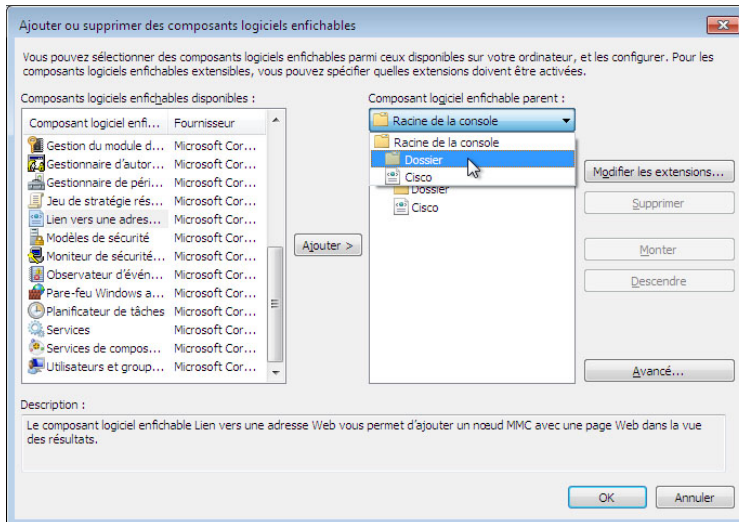 Ajouter ou supprimer des composants logiciels enfichables
Vous pouvez sélectionner des composants logiciels enfichables parmi ceux disponibles sur votre ordinateur, et les configurer. Pour les
composants logiciels enfichables extensibles, vous pouvez spécifier quelles extensions doivent être activées.
Composants logiciels enfichables disponibles :
Composant logiciel enfi... Fournisseur
Gestion du module d... Microsoft Cor...
Gestionnaire d'autor... Microsoft Cor...
Gestionnaire de péri... Microsoft Cor...
Jeu de stratégie rés... Microsoft Cor...
Lien vers une adres... Microsoft Cor...
Modèles de sécurité Microsoft Cor...
Moniteur de sécurité... Microsoft Cor...
Observateur d'évén... Microsoft Cor...
Pare-feu Windows a... Microsoft Cor...
Planificateur de tâches Microsoft Cor...
Services Microsoft Cor...
Services de compos... Microsoft Cor...
Utilisateurs et group... Microsoft Cor...
Ajouter >
Composant logiciel enfichable parent :
Racine de la console
Racine de la console
Dossier
Cisco
Dossier
Cisco
Modifier les extensions...
Supprimer
Monter
Descendre
Avancé...
Description :
Le composant logiciel enfichable Lien vers une adresse Web vous permet d'ajouter un nœud MMC avec une page Web dans la vue
des résultats.
OK
Annuler